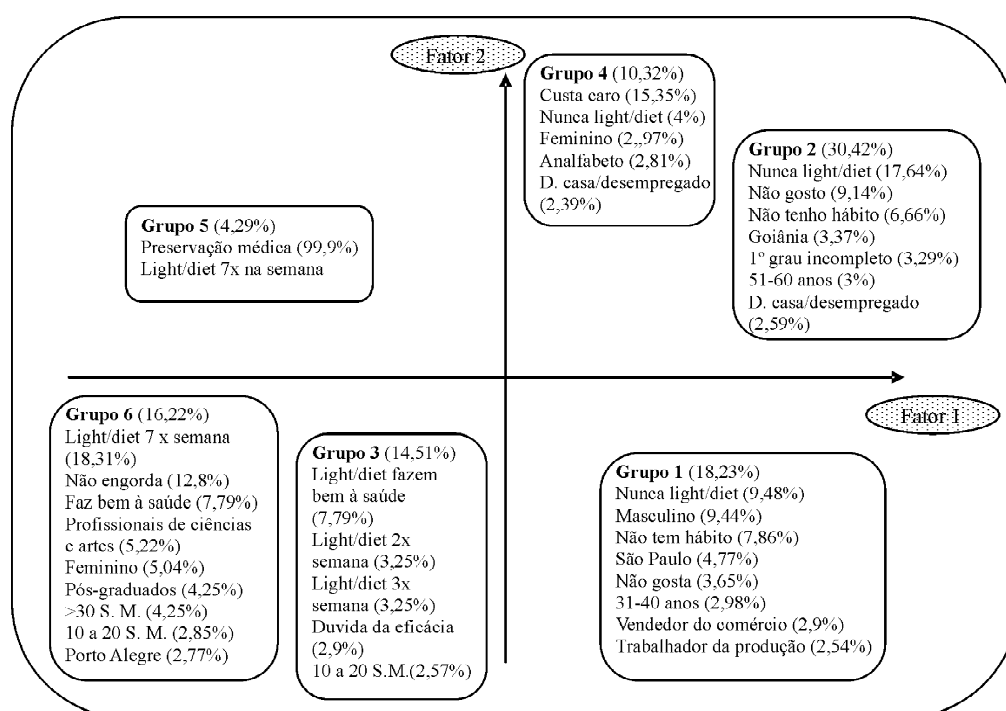 Fator 2
Grupo 4 (10,32%)
Custa caro (15,35%)
Nunca light/diet (4%)
Feminino (2,,97%)
Analfabeto (2,81%)
D. casa/desempregado
(2,39%)
Grupo 2 (30,42%)
Nunca light/diet (17,64%)
Não gosto (9,14%)
Não tenho hábito (6,66%)
Goiânia (3,37%)
1º grau incompleto (3,29%)
51-60 anos (3%)
D. casa/desempregado
(2,59%)
Grupo 5 (4,29%)
Preservação médica (99,9%)
Light/diet 7x na semana
Fator 1
Grupo 6 (16,22%)
Light/diet 7 x semana
(18,31%)
Não engorda (12,8%)
Faz bem à saúde (7,79%)
Profissionais de ciências
e artes (5,22%)
Feminino (5,04%)
Pós-graduados (4,25%)
>30 S. M. (4,25%)
10 a 20 S. M. (2,85%)
Porto Alegre (2,77%)
Grupo 3 (14,51%)
Light/diet fazem
bem à saúde
(7,79%)
Light/diet 2x
semana (3,25%)
Light/diet 3x
semana (3,25%)
Duvida da eficácia
(2,9%)
10 a 20 S.M.(2,57%)
Grupo 1 (18,23%)
Nunca light/diet (9,48%)
Masculino (9,44%)
Não tem hábito (7,86%)
São Paulo (4,77%)
Não gosta (3,65%)
31-40 anos (2,98%)
Vendedor do comércio (2,9%)
Trabalhador da produção (2,54%)